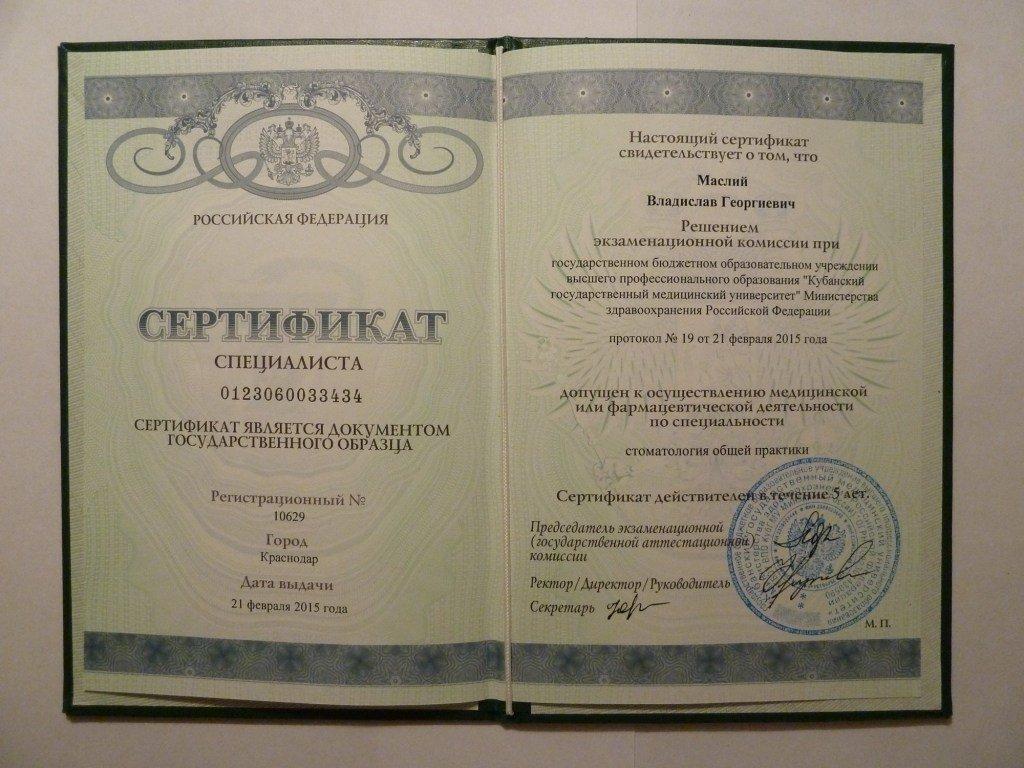 РОССИЙСКАЯ ФЕДЕРАЦИЯ
СЕРТИФИКАТ
СПЕЦИАЛИСТА
0123060033434
СЕРТИФИКАТ ЯВЛЯЕТСЯ ДОКУМЕНТОМ
ГОСУДАРСТВЕННОГО ОБРАЗЦА
Регистрационный №
10629
Город
Краснодар
Дата выдачи
21 февраля 2015 года
Настоящий сертификат
свидетельствует о том, что
Маслий
Владислав Георгиевич
Решением
экзаменационной комиссии при
государственном бюджетном образовательном учреждении
высшего профессионального образования "Кубанский
государственный медицинский университет" Министерства
здравоохранения Российской Федерации
протокол № 19 от 21 февраля 2015 года
допущен к осуществлению медицинской
или фармацевтической деятельности
по специальности
стоматология общей практики
Сертификат действителен в течение 5 лет.
Председатель экзаменационной
(государственной аттестационной)
комиссии
Ректор/Директор/Руководитель
Секретарь
М. П.